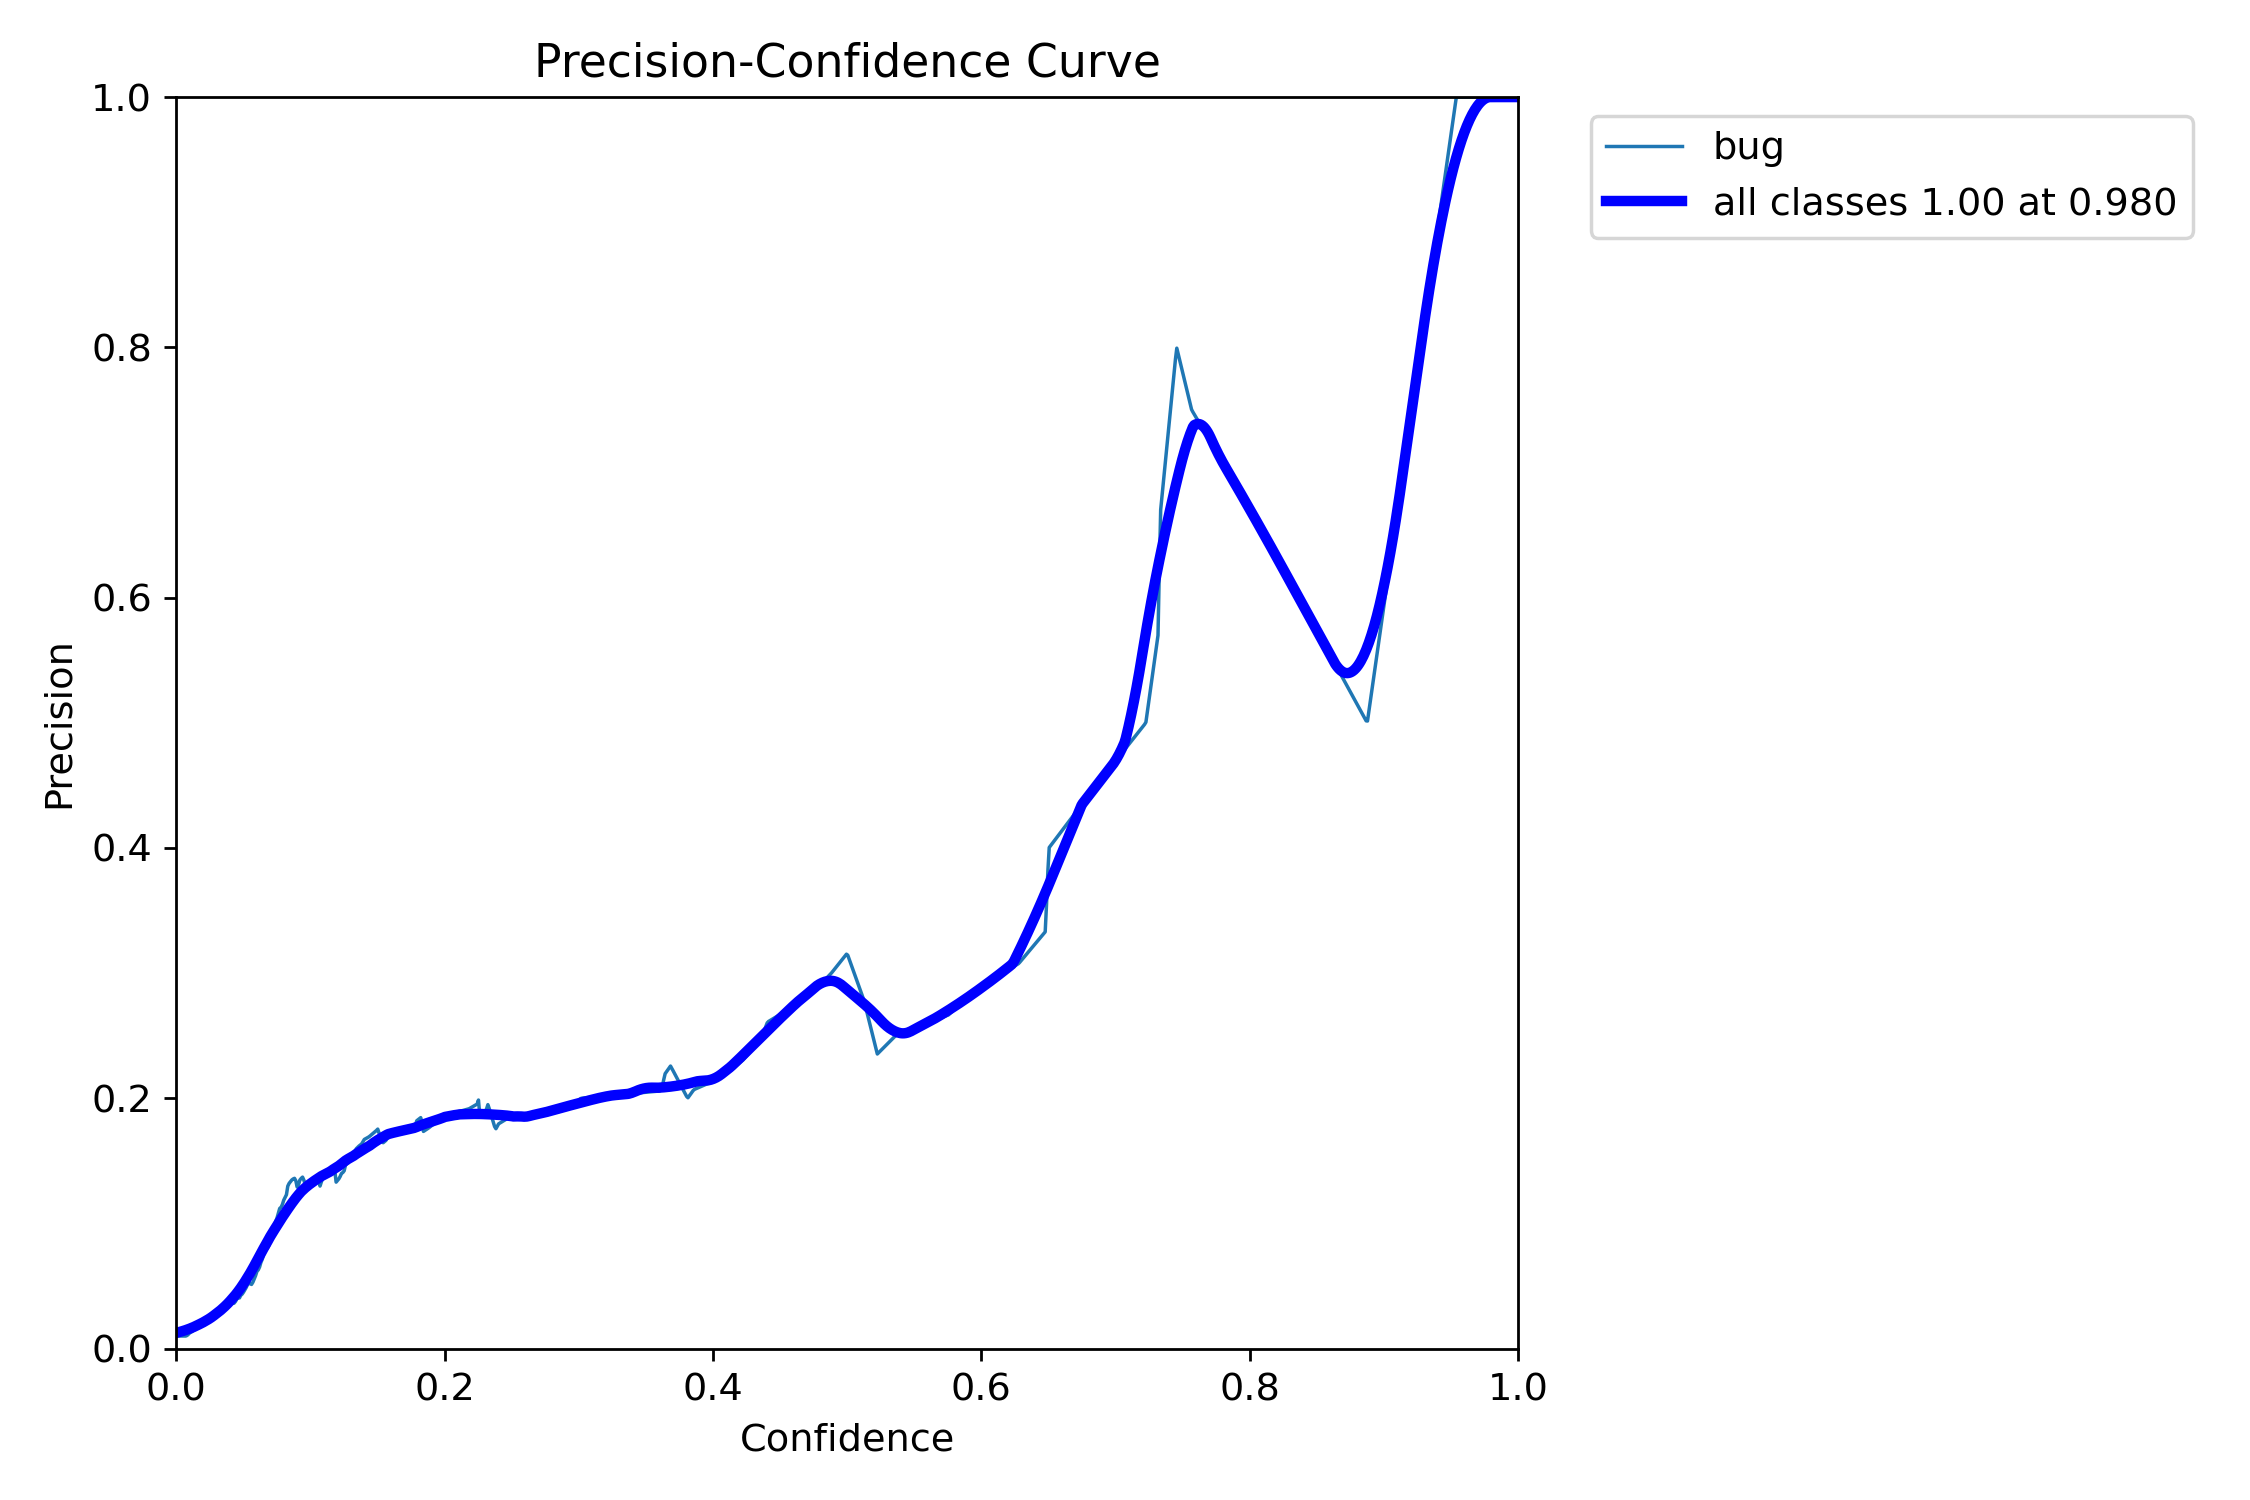 Precision-Confidence Curve
1.0
0.8
0.6
0.4
0.2
0.0
Precision
0.0 0.2 0.4 0.6 0.8 1.0
Confidence
bug
all classes 1.00 at 0.980